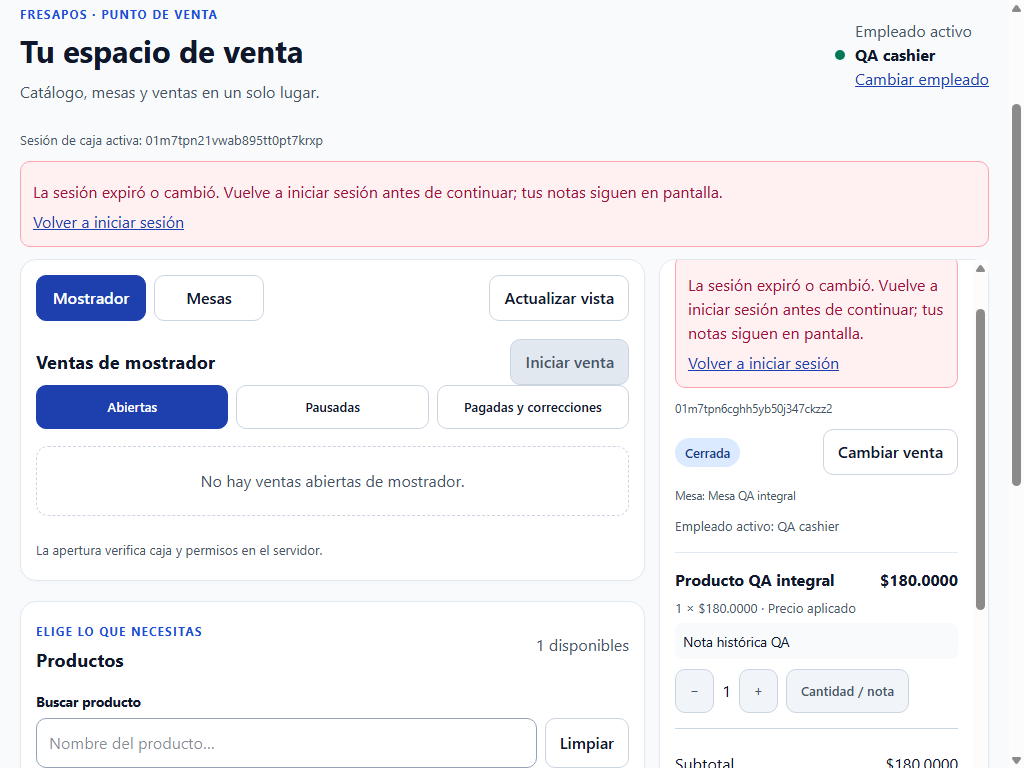 FRESAPOS · PUNTO DE VENTA
Tu espacio de venta
Catálogo, mesas y ventas en un solo lugar.
Empleado activo
QA cashier
Cambiar empleado
Sesión de caja activa: 01m7tpn21vwab895tt0pt7krxp
La sesión expiró o cambió. Vuelve a iniciar sesión antes de continuar; tus notas siguen en pantalla.
Volver a iniciar sesión
Mostrador
Mesas
Actualizar vista
Ventas de mostrador
Iniciar venta
Abiertas
Pausadas
Pagadas y correcciones
No hay ventas abiertas de mostrador.
La apertura verifica caja y permisos en el servidor.
ELIGE LO QUE NECESITAS
Productos
1 disponibles
Buscar producto
Nombre del producto...
Limpiar
La sesión expiró o cambió. Vuelve a
iniciar sesión antes de continuar; tus
notas siguen en pantalla.
Volver a iniciar sesión
01m7tpn6cghh5yb50j347ckzz2
Cerrada
Cambiar venta
Mesa: Mesa QA integral
Empleado activo: QA cashier
Producto QA integral
$180.0000
1 × $180.0000 · Precio aplicado
Nota histórica QA
−
1
+
Cantidad / nota
Subtotal
$180.0000